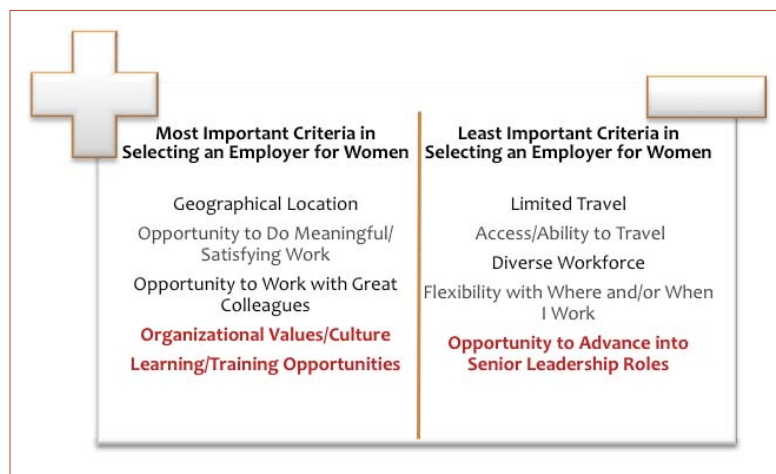 Most Important Criteria in
Selecting an Employer for Women
Geographical Location
Opportunity to Do Meaningful/
Satisfying Work
Opportunity to Work with Great
Colleagues
Organizational Values/Culture
Learning/Training Opportunities
Least Important Criteria in
Selecting an Employer for Women
Limited Travel
Access/Ability to Travel
Diverse Workforce
Flexibility with Where and/or When
I Work
Opportunity to Advance into
Senior Leadership Roles